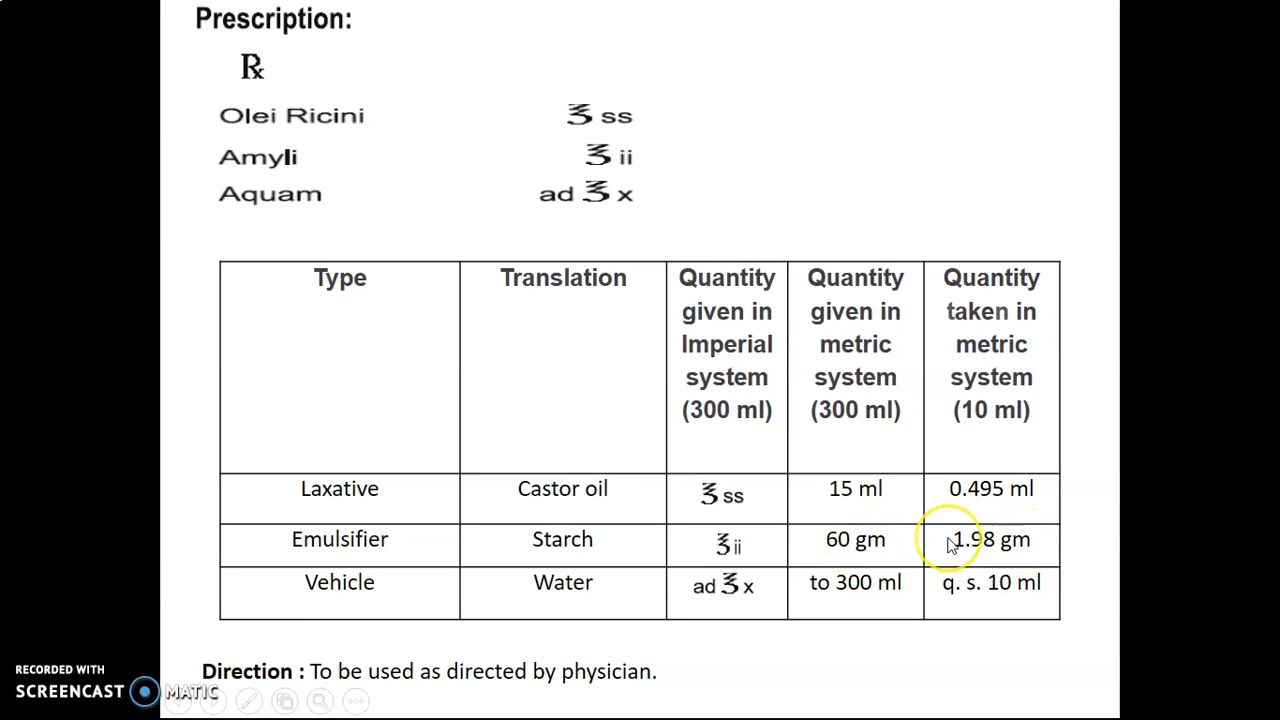 Prescription:
℞
Olei Ricini ℥ ss
Amyli ℥ ii
Aquam ad ℥ x
Type Translation Quantity given in Imperial system (300 ml) Quantity given in metric system (300 ml) Quantity taken in metric system (10 ml)
Laxative Castor oil ℥ ss 15 ml 0.495 ml
Emulsifier Starch ℥ ii 60 gm 1.98 gm
Vehicle Water ad ℥ x to 300 ml q. s. 10 ml
Direction : To be used as directed by physician.
RECORDED WITH
SCREENCAST MATIC